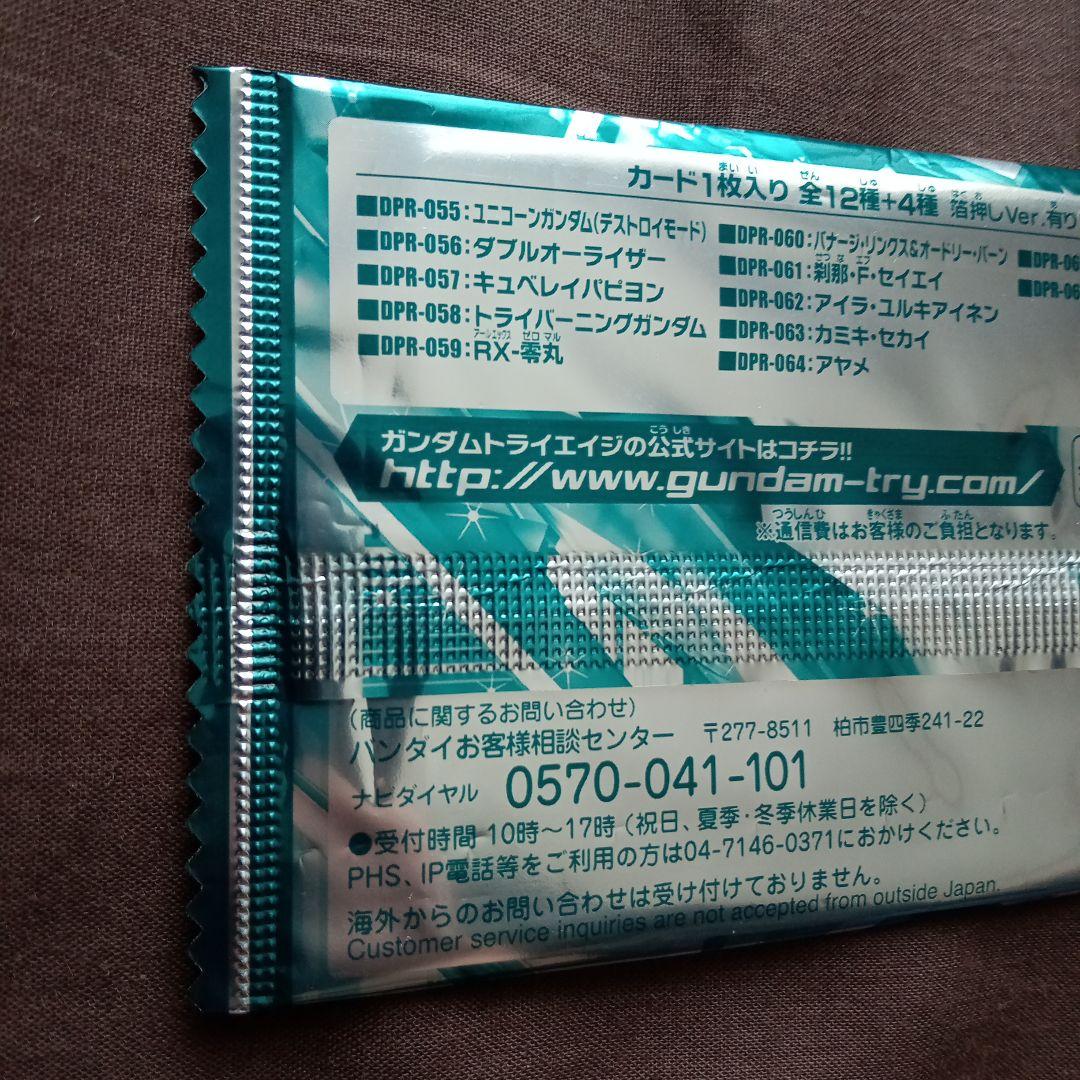 カード1枚入り 全12種+4種 箔押しVer.有り
■DPR-055:ユニコーンガンダム(デストロイモード)
■DPR-056:ダブルオーライザー
■DPR-057:キュベレイパピヨン
■DPR-058:トライバーニングガンダム
■DPR-059:RX-零丸
■DPR-060:バナージ・リンクス&オードリー・バーン
■DPR-061:刹那・F・セイエイ
■DPR-062:アイラ・ユルキアイネン
■DPR-063:カミキ・セカイ
■DPR-064:アヤメ
■DPR-06
■DPR-06
ガンダムトライエイジの公式サイトはコチラ!!
http://www.gundam-try.com/
※通信費はお客様のご負担となります。
(商品に関するお問い合わせ)
バンダイお客様相談センター 〒277-8511 柏市豊四季241-22
ナビダイヤル 0570-041-101
●受付時間 10時~17時(祝日、夏季・冬季休業日を除く)
PHS、IP電話等をご利用の方は04-7146-0371におかけください。
海外からのお問い合わせは受け付けておりません。
Customer service inquiries are not accepted from outside Japan.